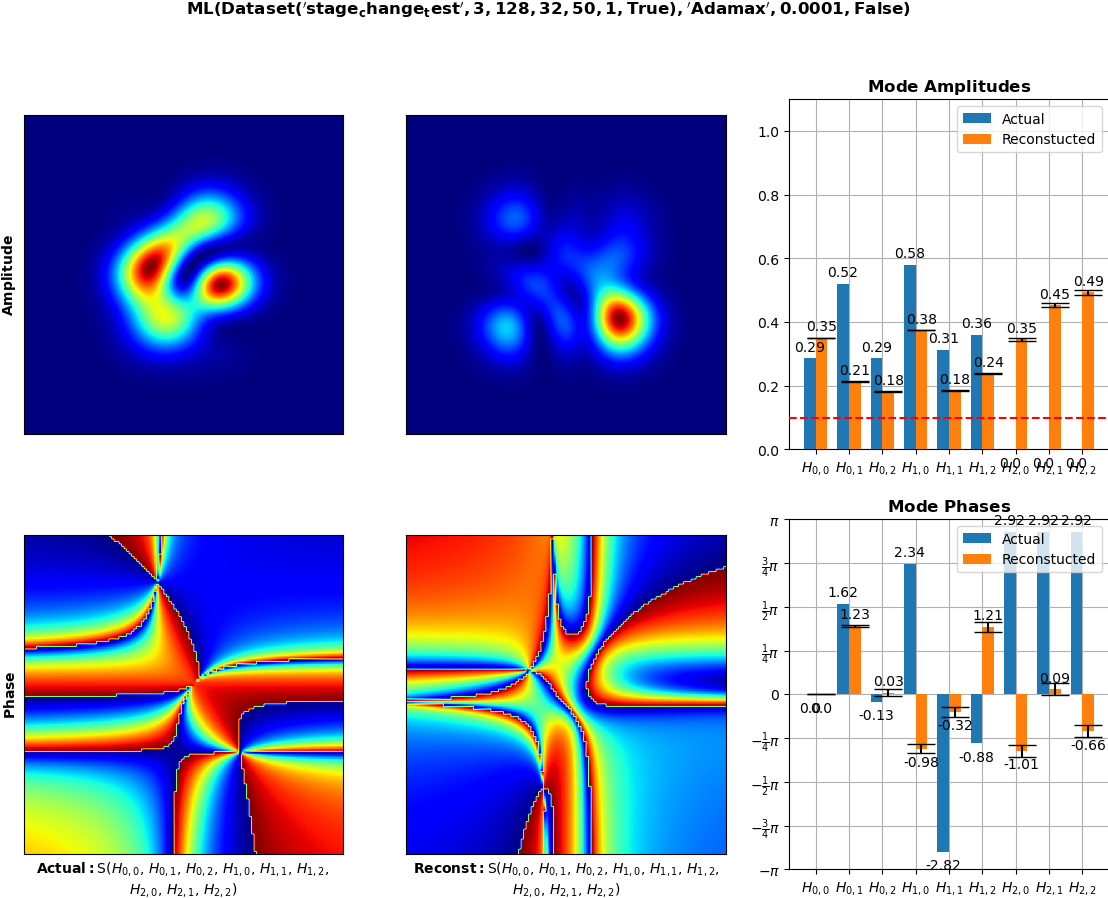 ML(Dataset('stage_change_test', 3, 128, 32, 50, 1, True), 'Adamax', 0.0001, False)
Mode Amplitudes
Amplitude
Actual
Reconstucted
1.0
0.8
0.6
0.4
0.2
0.0
0.29 0.35 0.52 0.21 0.29 0.18 0.58 0.38 0.31 0.18 0.36 0.24 0.0 0.35 0.0 0.45 0.0 0.49
H0,0 H0,1 H0,2 H1,0 H1,1 H1,2 H2,0 H2,1 H2,2
Mode Phases
Phase
Actual
Reconstucted
π
3/4π
1/2π
1/4π
0
−1/4π
−1/2π
−3/4π
−π
0.0 0.0 1.62 1.23 -0.13 0.03 2.34 -0.98 -2.82 -0.32 -0.88 1.21 2.92 -1.01 2.92 0.09 2.92 -0.66
H0,0 H0,1 H0,2 H1,0 H1,1 H1,2 H2,0 H2,1 H2,2
Actual: S(H0,0, H0,1, H0,2, H1,0, H1,1, H1,2,
H2,0, H2,1, H2,2)
Reconst: S(H0,0, H0,1, H0,2, H1,0, H1,1, H1,2,
H2,0, H2,1, H2,2)